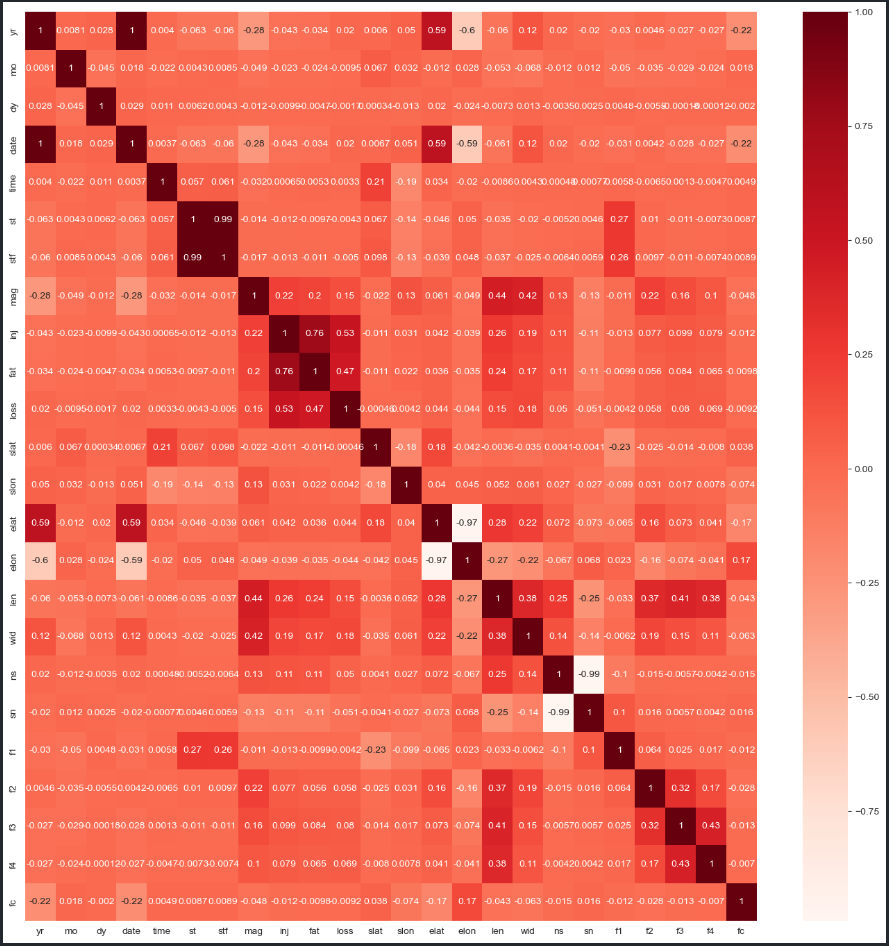 yr 1 0.0081 0.028 1 0.004 -0.063 -0.06 -0.28 -0.043 -0.034 0.02 0.006 0.05 0.59 -0.6 -0.06 0.12 0.02 -0.02 -0.03 0.0046 -0.027 -0.027 -0.22
mo 0.0081 1 -0.045 0.018 -0.022 0.0043 0.0085 -0.049 -0.023 -0.024 -0.0095 0.067 0.032 -0.012 0.028 -0.053 -0.068 -0.012 0.012 -0.05 -0.035 -0.029 -0.024 0.018
dy 0.028 -0.045 1 0.029 0.011 0.0062 0.0043 -0.012 -0.0099 -0.0047 -0.0017 0.00034 -0.013 0.02 -0.024 0.0073 0.013 -0.0035 0.0025 0.0048 -0.0055 -0.00018 -0.00012 -0.002
date 1 0.018 0.029 1 0.0037 -0.063 -0.06 -0.28 -0.043 -0.034 0.02 0.0067 0.051 0.59 -0.59 -0.061 0.12 0.02 -0.02 -0.031 0.0042 -0.028 -0.027 -0.22
time 0.004 -0.022 0.011 0.0037 1 0.057 0.061 -0.032 0.00065 0.0053 0.0033 0.21 -0.19 0.034 -0.02 -0.0086 0.0043 0.00048 -0.00077 0.0058 -0.0065 0.0013 -0.0047 0.0049
st -0.063 0.0043 0.0062 -0.063 0.057 1 0.99 -0.014 -0.012 -0.0097 -0.0043 0.067 -0.14 -0.046 0.05 -0.035 -0.02 -0.0052 0.0046 0.27 0.01 -0.011 -0.0073 0.0087
stf -0.06 0.0085 0.0043 -0.06 0.061 0.99 1 -0.017 -0.013 -0.011 -0.005 0.098 -0.13 -0.039 0.048 -0.037 -0.025 -0.0064 0.0059 0.26 0.0097 -0.011 -0.0074 0.0089
mag -0.28 -0.049 -0.012 -0.28 -0.032 -0.014 -0.017 1 0.22 0.2 0.15 -0.022 0.13 0.061 -0.049 0.44 0.42 0.13 -0.13 -0.011 0.22 0.16 0.1 -0.048
inj -0.043 -0.023 -0.0099 -0.043 0.00065 -0.012 -0.013 0.22 1 0.76 0.53 -0.011 0.031 0.042 -0.039 0.26 0.19 0.11 -0.11 -0.013 0.077 0.099 0.079 -0.012
fat -0.034 -0.024 -0.0047 -0.034 0.0053 -0.0097 -0.011 0.2 0.76 1 0.47 -0.011 0.022 0.036 -0.035 0.24 0.17 0.11 -0.11 -0.0099 0.056 0.084 0.065 -0.0098
loss 0.02 -0.0095 -0.0017 0.02 0.0033 -0.0043 -0.005 0.15 0.53 0.47 1 -0.00046 0.0042 0.044 -0.044 0.15 0.18 0.05 -0.051 -0.0042 0.058 0.08 0.069 -0.0092
slat 0.006 0.067 0.00034 0.0067 0.21 0.067 0.098 -0.022 -0.011 -0.011 -0.00046 1 -0.18 0.18 -0.042 -0.0036 -0.035 0.0041 -0.0041 -0.23 -0.025 -0.014 -0.008 0.038
slon 0.05 0.032 -0.013 0.051 -0.19 -0.14 -0.13 0.13 0.031 0.022 0.0042 -0.18 1 0.04 0.045 0.052 0.061 0.027 -0.027 -0.099 0.031 0.017 0.0078 -0.074
elat 0.59 -0.012 0.02 0.59 0.034 -0.046 -0.039 0.061 0.042 0.036 0.044 0.18 0.04 1 -0.97 0.28 0.22 0.072 -0.073 -0.065 0.16 0.073 0.041 -0.17
elon -0.6 0.028 -0.024 -0.59 -0.02 0.05 0.048 -0.049 -0.039 -0.035 -0.044 -0.042 0.045 -0.97 1 -0.27 -0.22 -0.067 0.068 0.023 -0.16 -0.074 -0.041 0.17
len -0.06 -0.053 -0.0073 -0.061 -0.0086 -0.035 -0.037 0.44 0.26 0.24 0.15 -0.0036 0.052 0.28 -0.27 1 0.38 0.25 -0.25 -0.033 0.37 0.41 0.38 -0.043
wid 0.12 -0.068 0.013 0.12 0.0043 -0.02 -0.025 0.42 0.19 0.17 0.18 -0.035 0.061 0.22 -0.22 0.38 1 0.14 -0.14 -0.0062 0.19 0.15 0.11 -0.063
ns 0.02 -0.012 -0.0035 0.02 0.00048 -0.0052 -0.0064 0.13 0.11 0.11 0.05 0.0041 0.027 0.072 -0.067 0.25 0.14 1 -0.99 -0.1 -0.015 -0.0057 -0.0042 -0.015
sn -0.02 0.012 0.0025 -0.02 -0.00077 0.0046 0.0059 -0.13 -0.11 -0.11 -0.051 -0.0041 -0.027 -0.073 0.068 -0.25 -0.14 -0.99 1 0.1 0.016 0.0057 0.0042 0.016
f1 -0.03 -0.05 0.0048 -0.031 0.0058 0.27 0.26 -0.011 -0.013 -0.0099 -0.0042 -0.23 -0.099 -0.065 0.023 -0.033 -0.0062 -0.1 0.1 1 0.064 0.025 0.017 -0.012
f2 0.0046 -0.035 -0.0055 0.0042 -0.0065 0.01 0.0097 0.22 0.077 0.056 0.058 -0.025 0.031 0.16 -0.16 0.37 0.19 -0.015 0.016 0.064 1 0.32 0.17 -0.028
f3 -0.027 -0.029 -0.00018 -0.028 0.0013 -0.011 -0.011 0.16 0.099 0.084 0.08 -0.014 0.017 0.073 -0.074 0.41 0.15 -0.0057 0.0057 0.025 0.32 1 0.43 -0.013
f4 -0.027 -0.024 -0.00012 -0.027 -0.0047 -0.0073 -0.0074 0.1 0.079 0.065 0.069 -0.008 0.0078 0.041 -0.041 0.38 0.11 -0.0042 0.0042 0.017 0.17 0.43 1 -0.007
fc -0.22 0.018 -0.002 -0.22 0.0049 0.0087 0.0089 -0.048 -0.012 -0.0098 -0.0092 0.038 -0.074 -0.17 0.17 -0.043 -0.063 -0.015 0.016 -0.012 -0.028 -0.013 -0.007 1
yr mo dy date time st stf mag inj fat loss slat slon elat elon len wid ns sn f1 f2 f3 f4 fc
1.00
0.75
0.50
0.25
0.00
−0.25
−0.50
−0.75